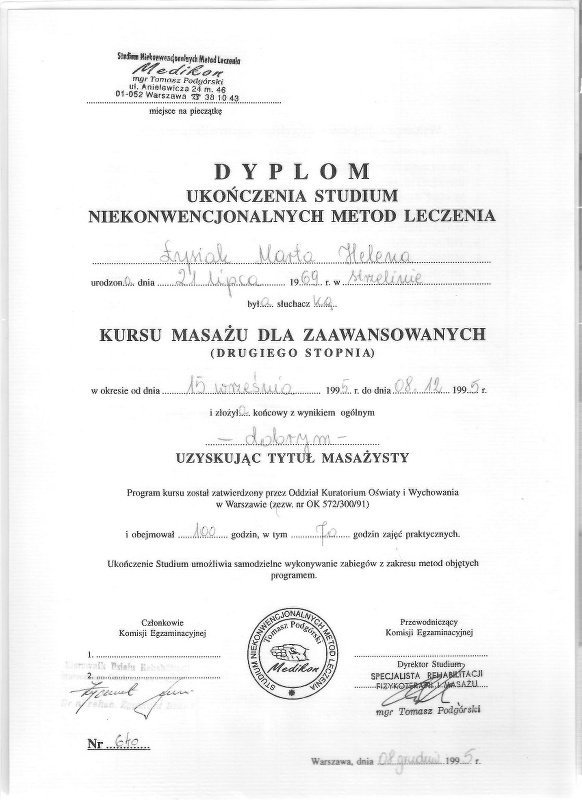 Studium Niekonwencjonalnych Metod Leczenia
Medikon
mgr Tomasz Podgórski
ul. Anielewicza 24 m. 46
01-052 Warszawa ☎ 38 10 43
miejsce na pieczątkę
DYPLOM
UKOŃCZENIA STUDIUM
NIEKONWENCJONALNYCH METOD LECZENIA
Łysiak Marta Helena
urodzona dnia 21 lipca 1969 r. w Strzelinie
była słuchaczką
KURSU MASAŻU DLA ZAAWANSOWANYCH
(DRUGIEGO STOPNIA)
w okresie od dnia 15 września 1995 r. do dnia 08.12 1995 r.
i złożyła końcowy z wynikiem ogólnym
- dobrym -
UZYSKUJĄC TYTUŁ MASAŻYSTY
Program kursu został zatwierdzony przez Oddział Kuratorium Oświaty i Wychowania
w Warszawie (zezw. nr OK 572/300/91)
i obejmował 100 godzin, w tym 70 godzin zajęć praktycznych.
Ukończenie Studium umożliwia samodzielne wykonywanie zabiegów z zakresu metod objętych
programem.
Członkowie
Komisji Egzaminacyjnej
1.
Kierownik Działu
2.
STUDIUM NIEKONWENCJONALNYCH METOD LECZENIA
Tomasz Podgórski
Medikon
Przewodniczący
Komisji Egzaminacyjnej
Dyrektor Studium
SPECJALISTA REHABILITACJI
FIZYKOTERAPII I MASAŻU
mgr Tomasz Podgórski
Nr 640
Warszawa, dnia 08 grudnia 1995 r.